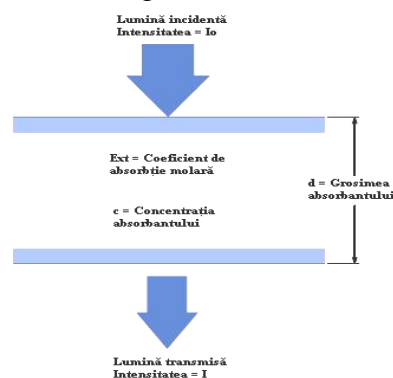 Lumină incidentă
Intensitatea = Io
Ext = Coeficient de
absorbție molară
d = Grosimea
absorbantului
c = Concentrația
absorbantului
Lumină transmisă
Intensitatea = I